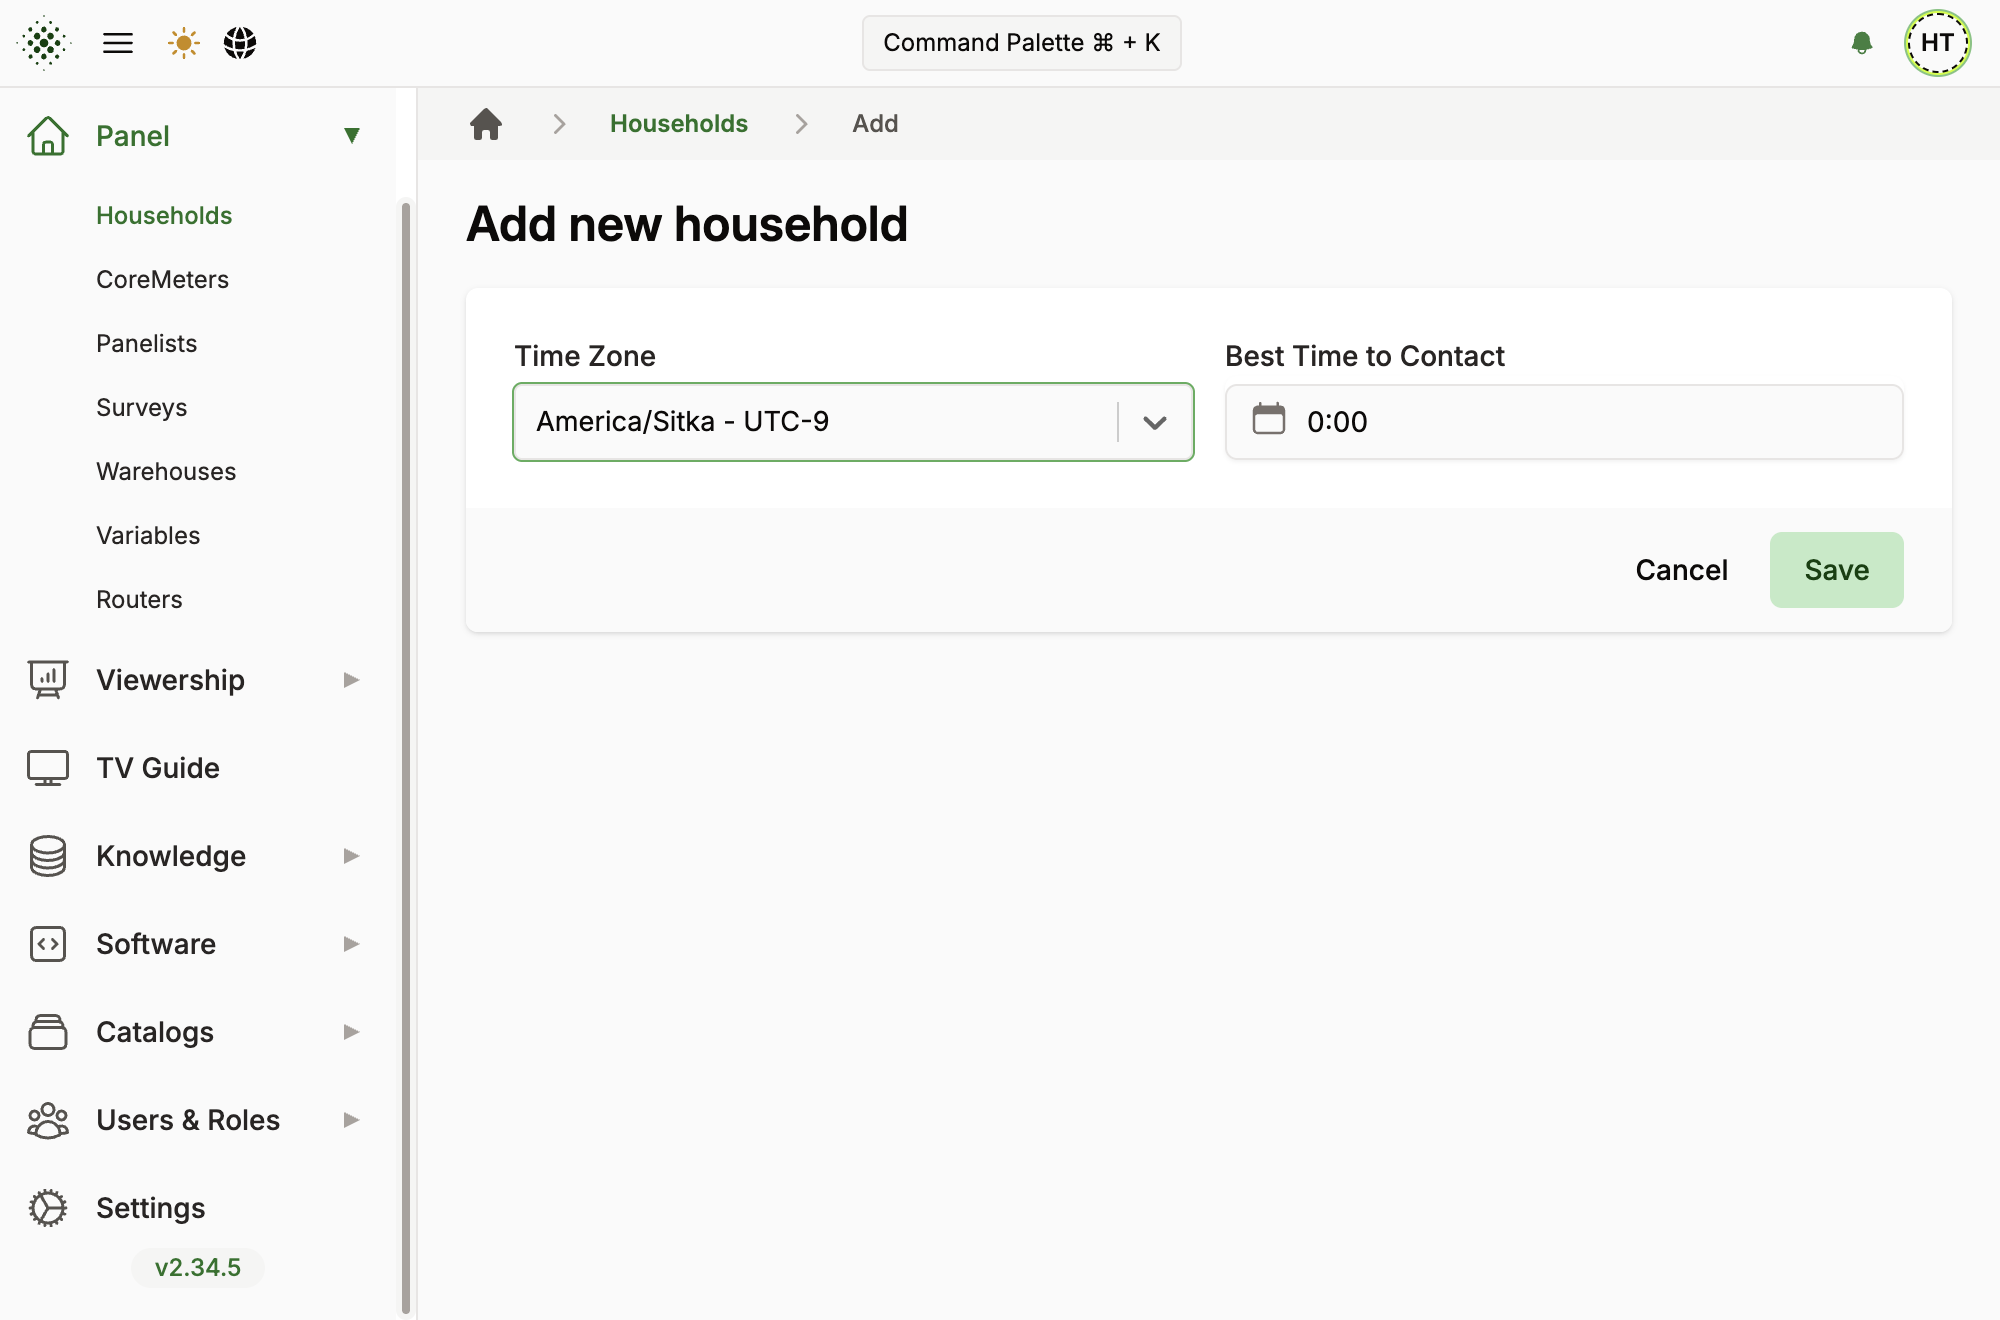 Command Palette ⌘ + K
HT
Panel
Households
CoreMeters
Panelists
Surveys
Warehouses
Variables
Routers
Viewership
TV Guide
Knowledge
Software
Catalogs
Users & Roles
Settings
v2.34.5
Households
Add
Add new household
Time Zone
America/Sitka - UTC-9
Best Time to Contact
0:00
Cancel
Save